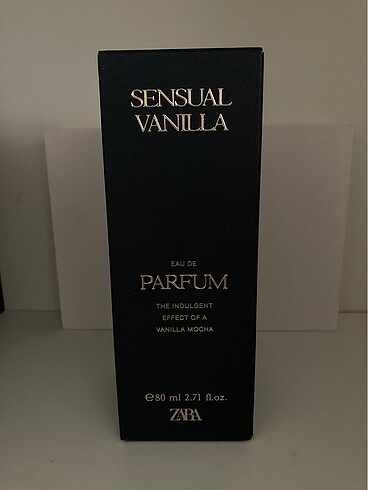 SENSUAL
VANILLA
EAU DE
PARFUM
THE INDULGENT
EFFECT OF A
VANILLA MOCHA
℮80 ml 2.71 fl.oz.
ZARA